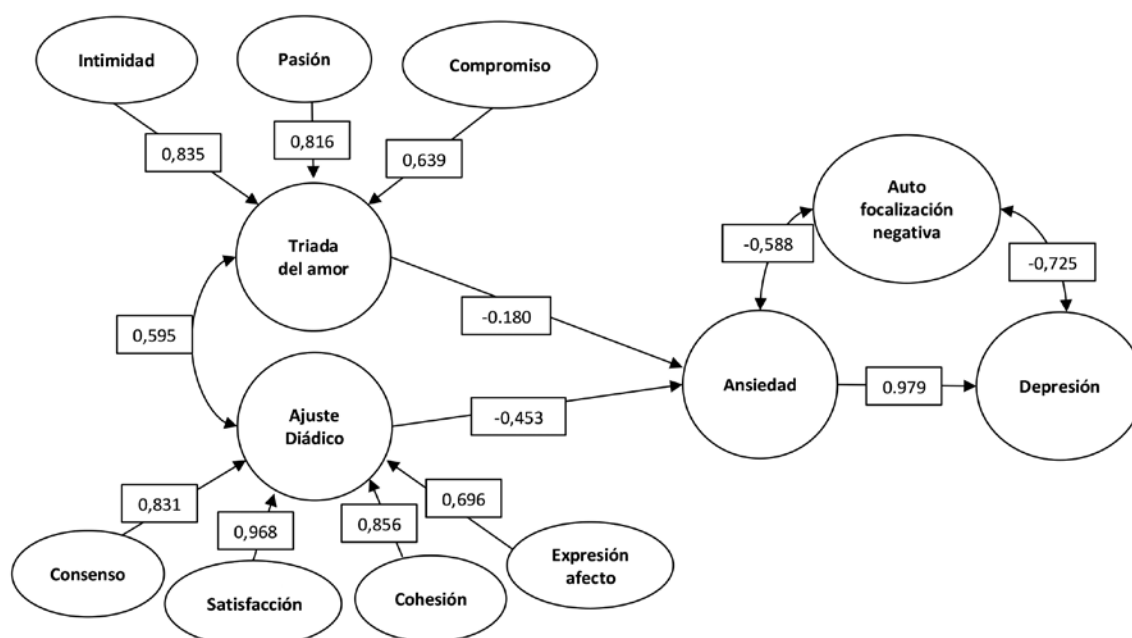 Intimidad
Pasión
Compromiso
0,835
0,816
0,639
Triada
del amor
Auto
focalización
negativa
-0,588
-0,725
0,595
-0.180
-0,453
Ansiedad
0.979
Depresión
Ajuste
Diádico
0,831
0,968
0,856
0,696
Consenso
Satisfacción
Cohesión
Expresión
afecto